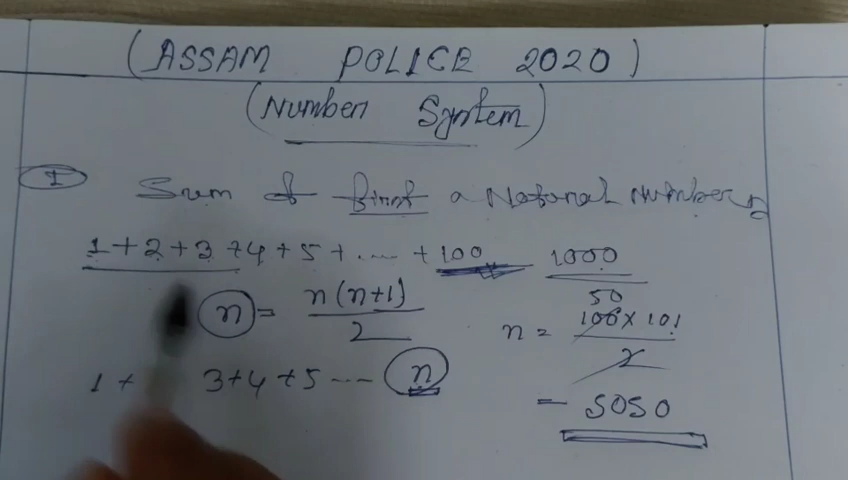 (ASSAM POLICE 2020)
(Number System)
I Sum of first n Natural Numbers
1+2+3+4+5+.... +100 1000
n = n(n+1)/2
n = 100×101/2 50
1+ 3+4+5 ---- n
= 5050